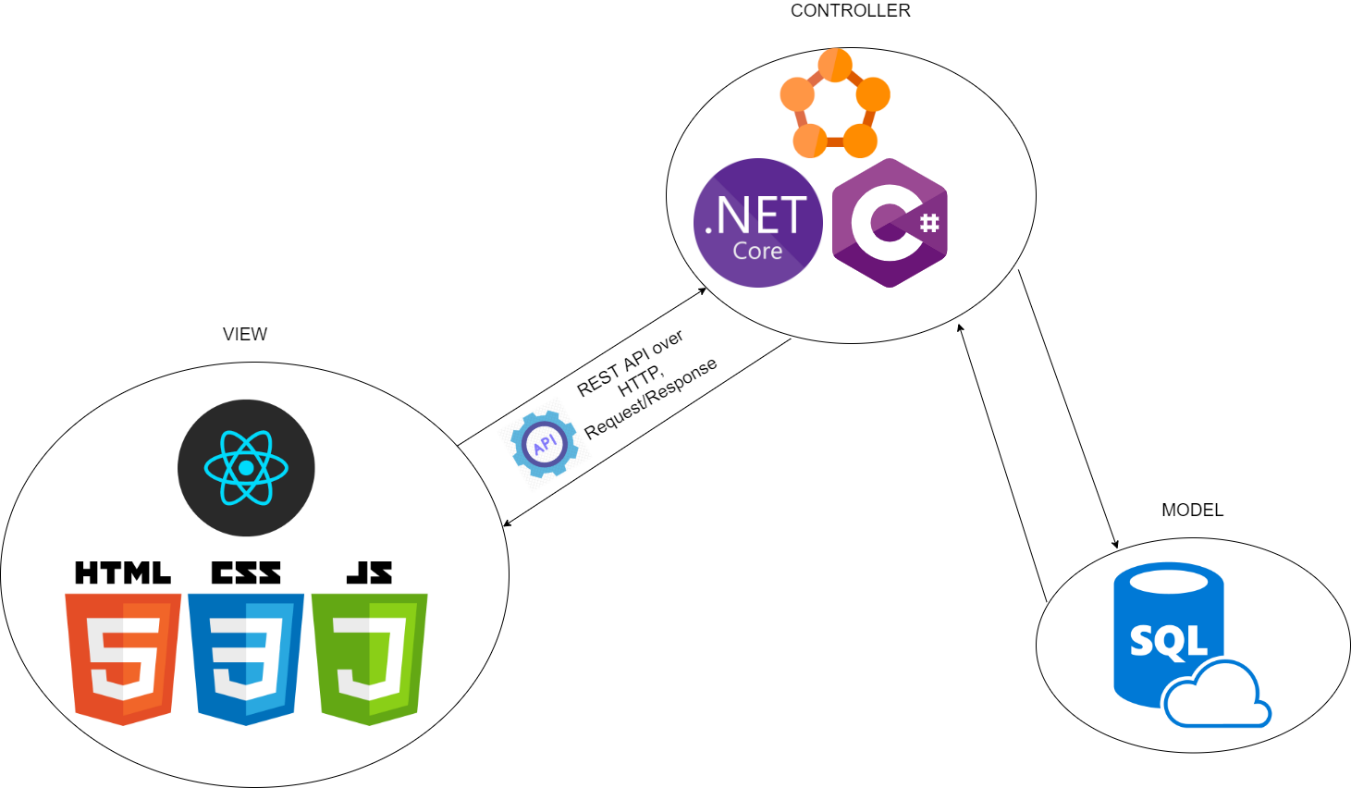 CONTROLLER
.NET
Core
C#
VIEW
REST API over
HTTP,
Request/Response
API
HTML CSS JS
5 3 J
MODEL
SQL